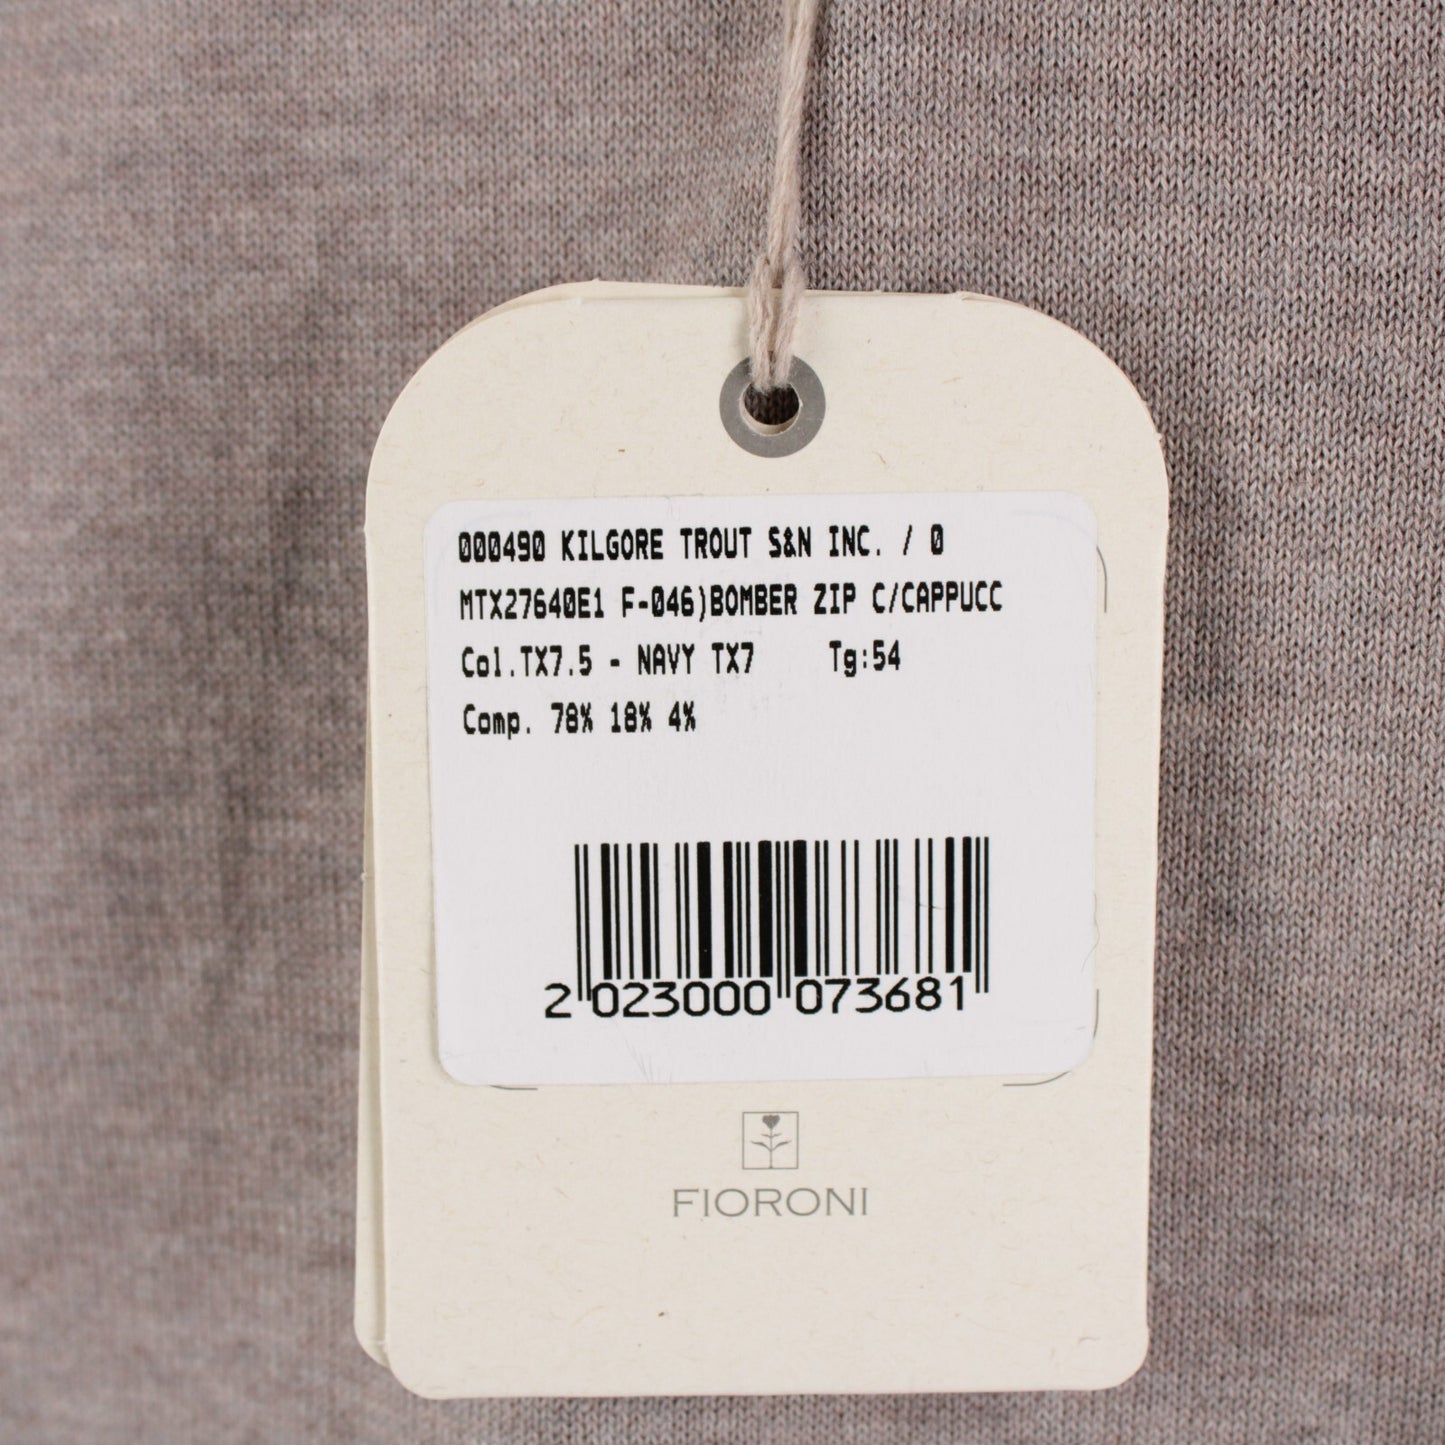 000490 KILGORE TROUT S&N INC. / 0
MTX27640E1 F-046)BOMBER ZIP C/CAPPUCC
Col.TX7.5 - NAVY TX7 Tg:54
Comp. 78% 18% 4%
2 023000 073681
FIORONI